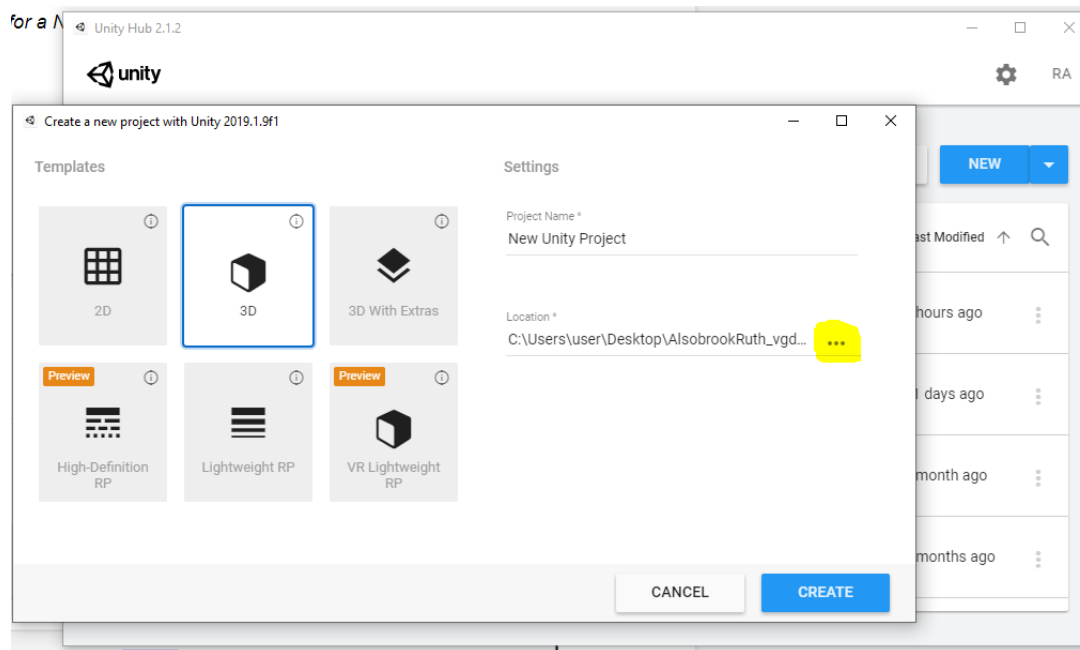 for a
Unity Hub 2.1.2
unity
RA
Create a new project with Unity 2019.1.9f1
Templates
Settings
NEW
2D
3D
3D With Extras
Project Name *
New Unity Project
Location *
C:\Users\user\Desktop\AlsobrookRuth_vgd...
ast Modified
hours ago
days ago
month ago
months ago
Preview
High-Definition
RP
Lightweight RP
Preview
VR Lightweight
RP
CANCEL
CREATE